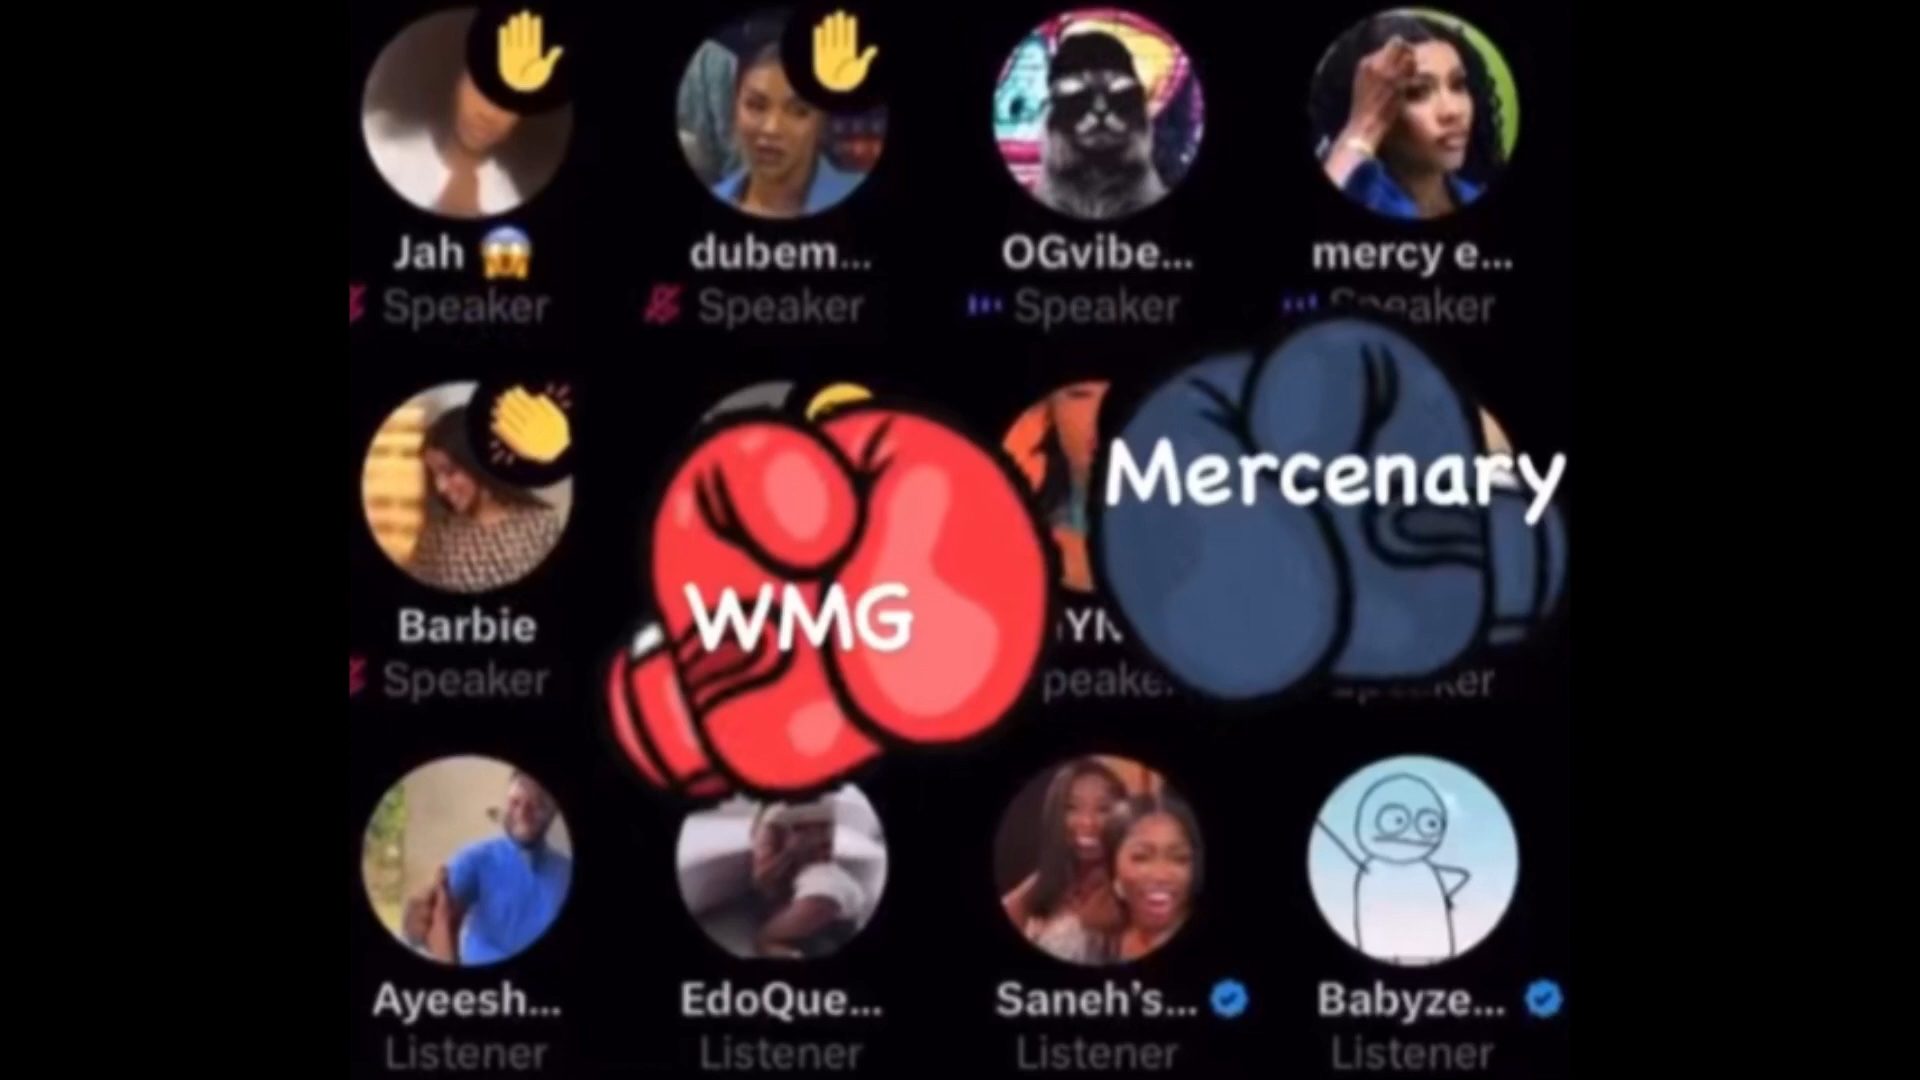 Jah 😱
dubem...
OGvibe...
mercy e...
Speaker
Speaker
Speaker
Speaker
Mercenary
WMG
Barbie
Speaker
Ayeesh...
EdoQue...
Saneh’s...
Babyze...
Listener
Listener
Listener
Listener